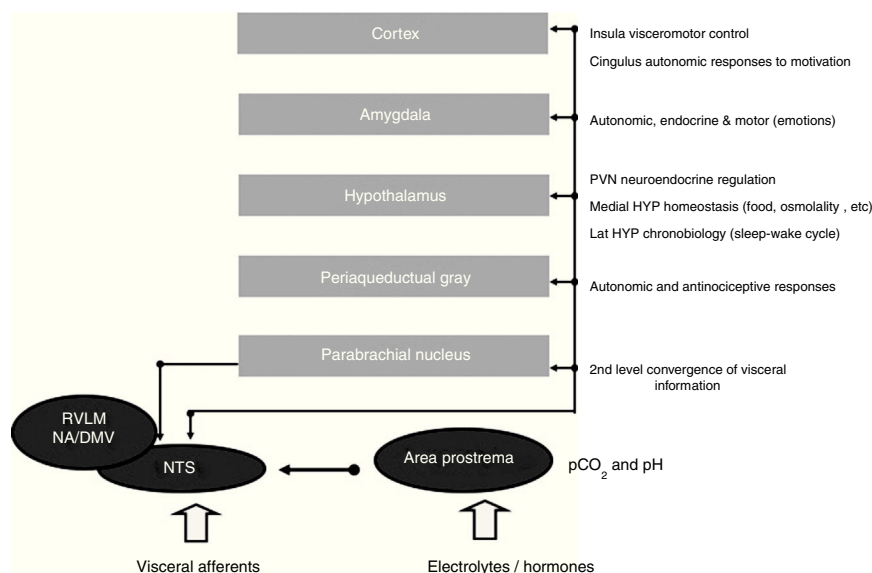 Cortex
Insula visceromotor control
Cingulus autonomic responses to motivation
Amygdala
Autonomic, endocrine & motor (emotions)
Hypothalamus
PVN neuroendocrine regulation
Medial HYP homeostasis (food, osmolality , etc)
Lat HYP chronobiology (sleep-wake cycle)
Periaqueductual gray
Autonomic and antinociceptive responses
Parabrachial nucleus
2nd level convergence of visceral
information
RVLM
NA/DMV
NTS
Area prostrema
pCO2 and pH
Visceral afferents
Electrolytes / hormones